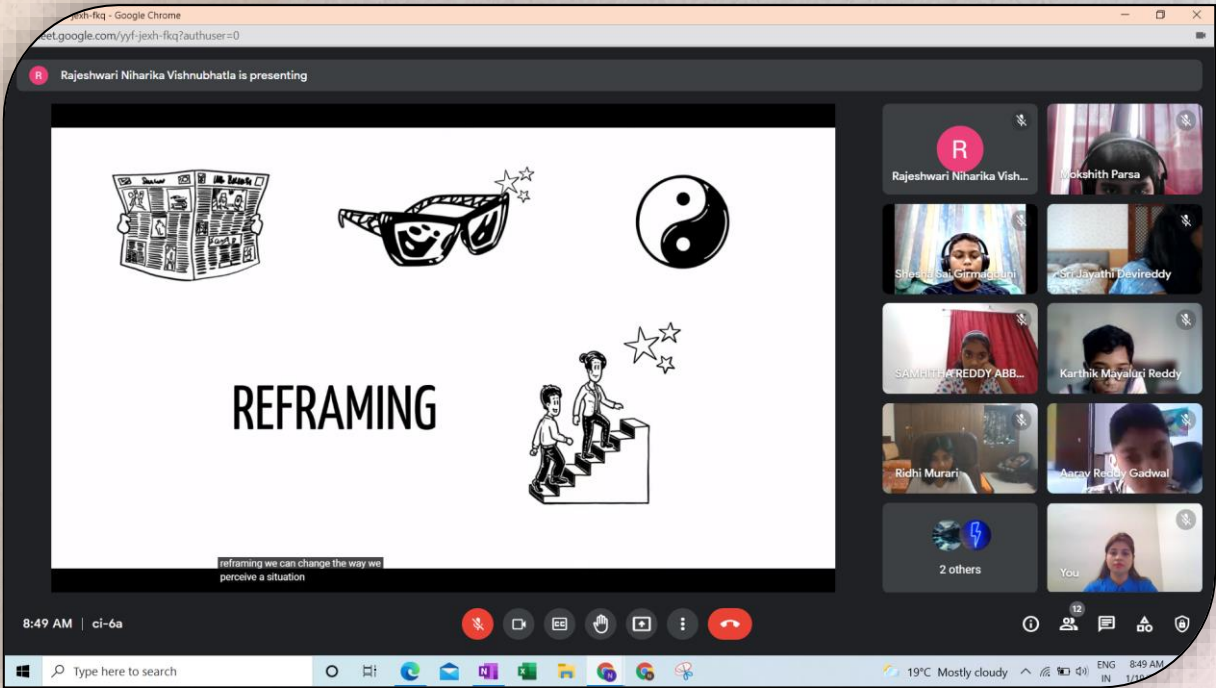 jexh-fkq - Google Chrome
eet.google.com/yyf-jexh-fkq?authuser=0
R Rajeshwari Niharika Vishnubhatla is presenting
REFRAMING
reframing we can change the way we
perceive a situation
R
Rajeshwari Niharika Vish...
Mokshith Parsa
Sri Jayathi Devireddy
SAMHITHA REDDY ABB...
Karthik Mayaluri Reddy
Ridhi Murari
Aarav Reddy Gadwal
2 others
You
8:49 AM | ci-6a
CC
12
Type here to search
19°C Mostly cloudy
ENG
IN
8:49 AM